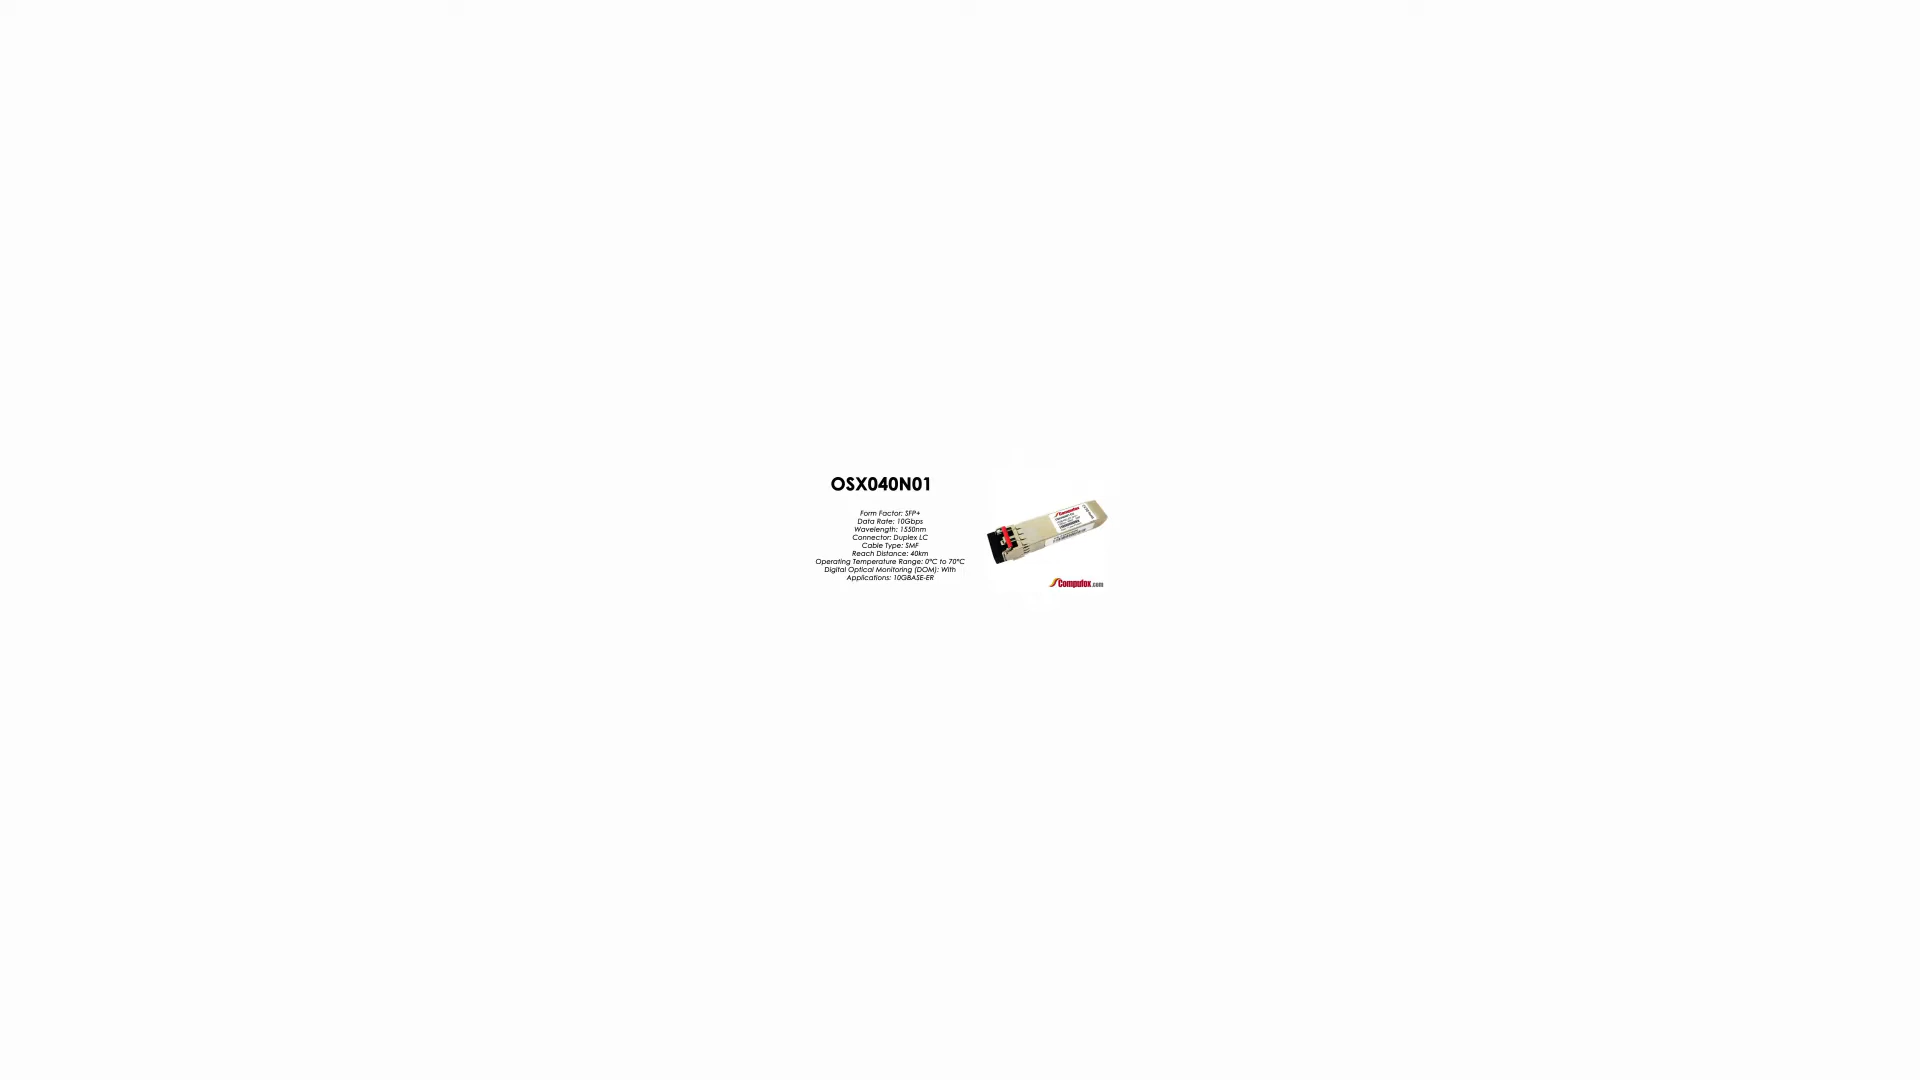 OSX040N01
Form Factor: SFP+
Data Rate: 10Gbps
Wavelength: 1550nm
Connector: Duplex LC
Cable Type: SMF
Reach Distance: 40km
Operating Temperature Range: 0°C to 70°C
Digital Optical Monitoring (DOM): With
Applications: 10GBASE-ER
Compufox
Compufox.com